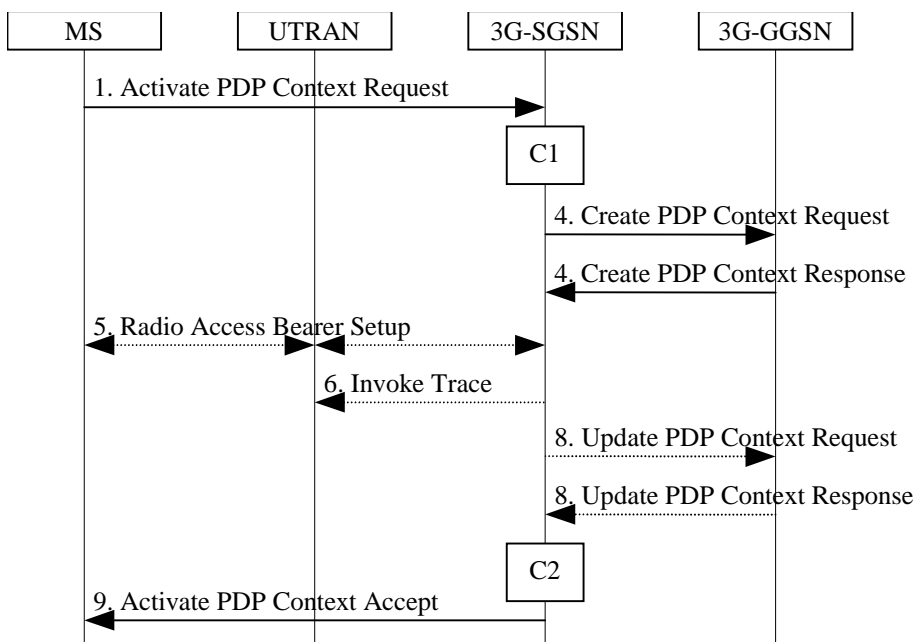 MS
UTRAN
3G-SGSN
3G-GGSN
1. Activate PDP Context Request
C1
4. Create PDP Context Request
4. Create PDP Context Response
5. Radio Access Bearer Setup
6. Invoke Trace
8. Update PDP Context Request
8. Update PDP Context Response
C2
9. Activate PDP Context Accept